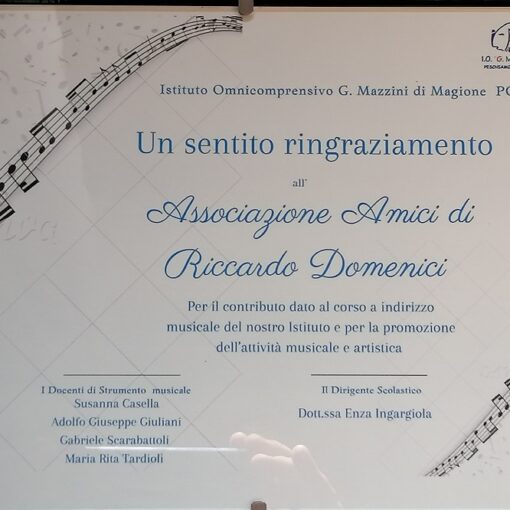 I.O. "G. M
Istituto Omnicomprensivo G. Mazzini di Magione
Un sentito ringraziamento
all'
Associazione Amici di
Riccardo Domenici
Per il contributo dato al corso a indirizzo
musicale del nostro Istituto e per la promozione
dell'attività musicale e artistica
I Docenti di Strumento musicale
Susanna Casella
Adolfo Giuseppe Giuliani
Gabriele Scarabattoli
Maria Rita Tardioli
Il Dirigente Scolastico
Dott.ssa Enza Ingargiola